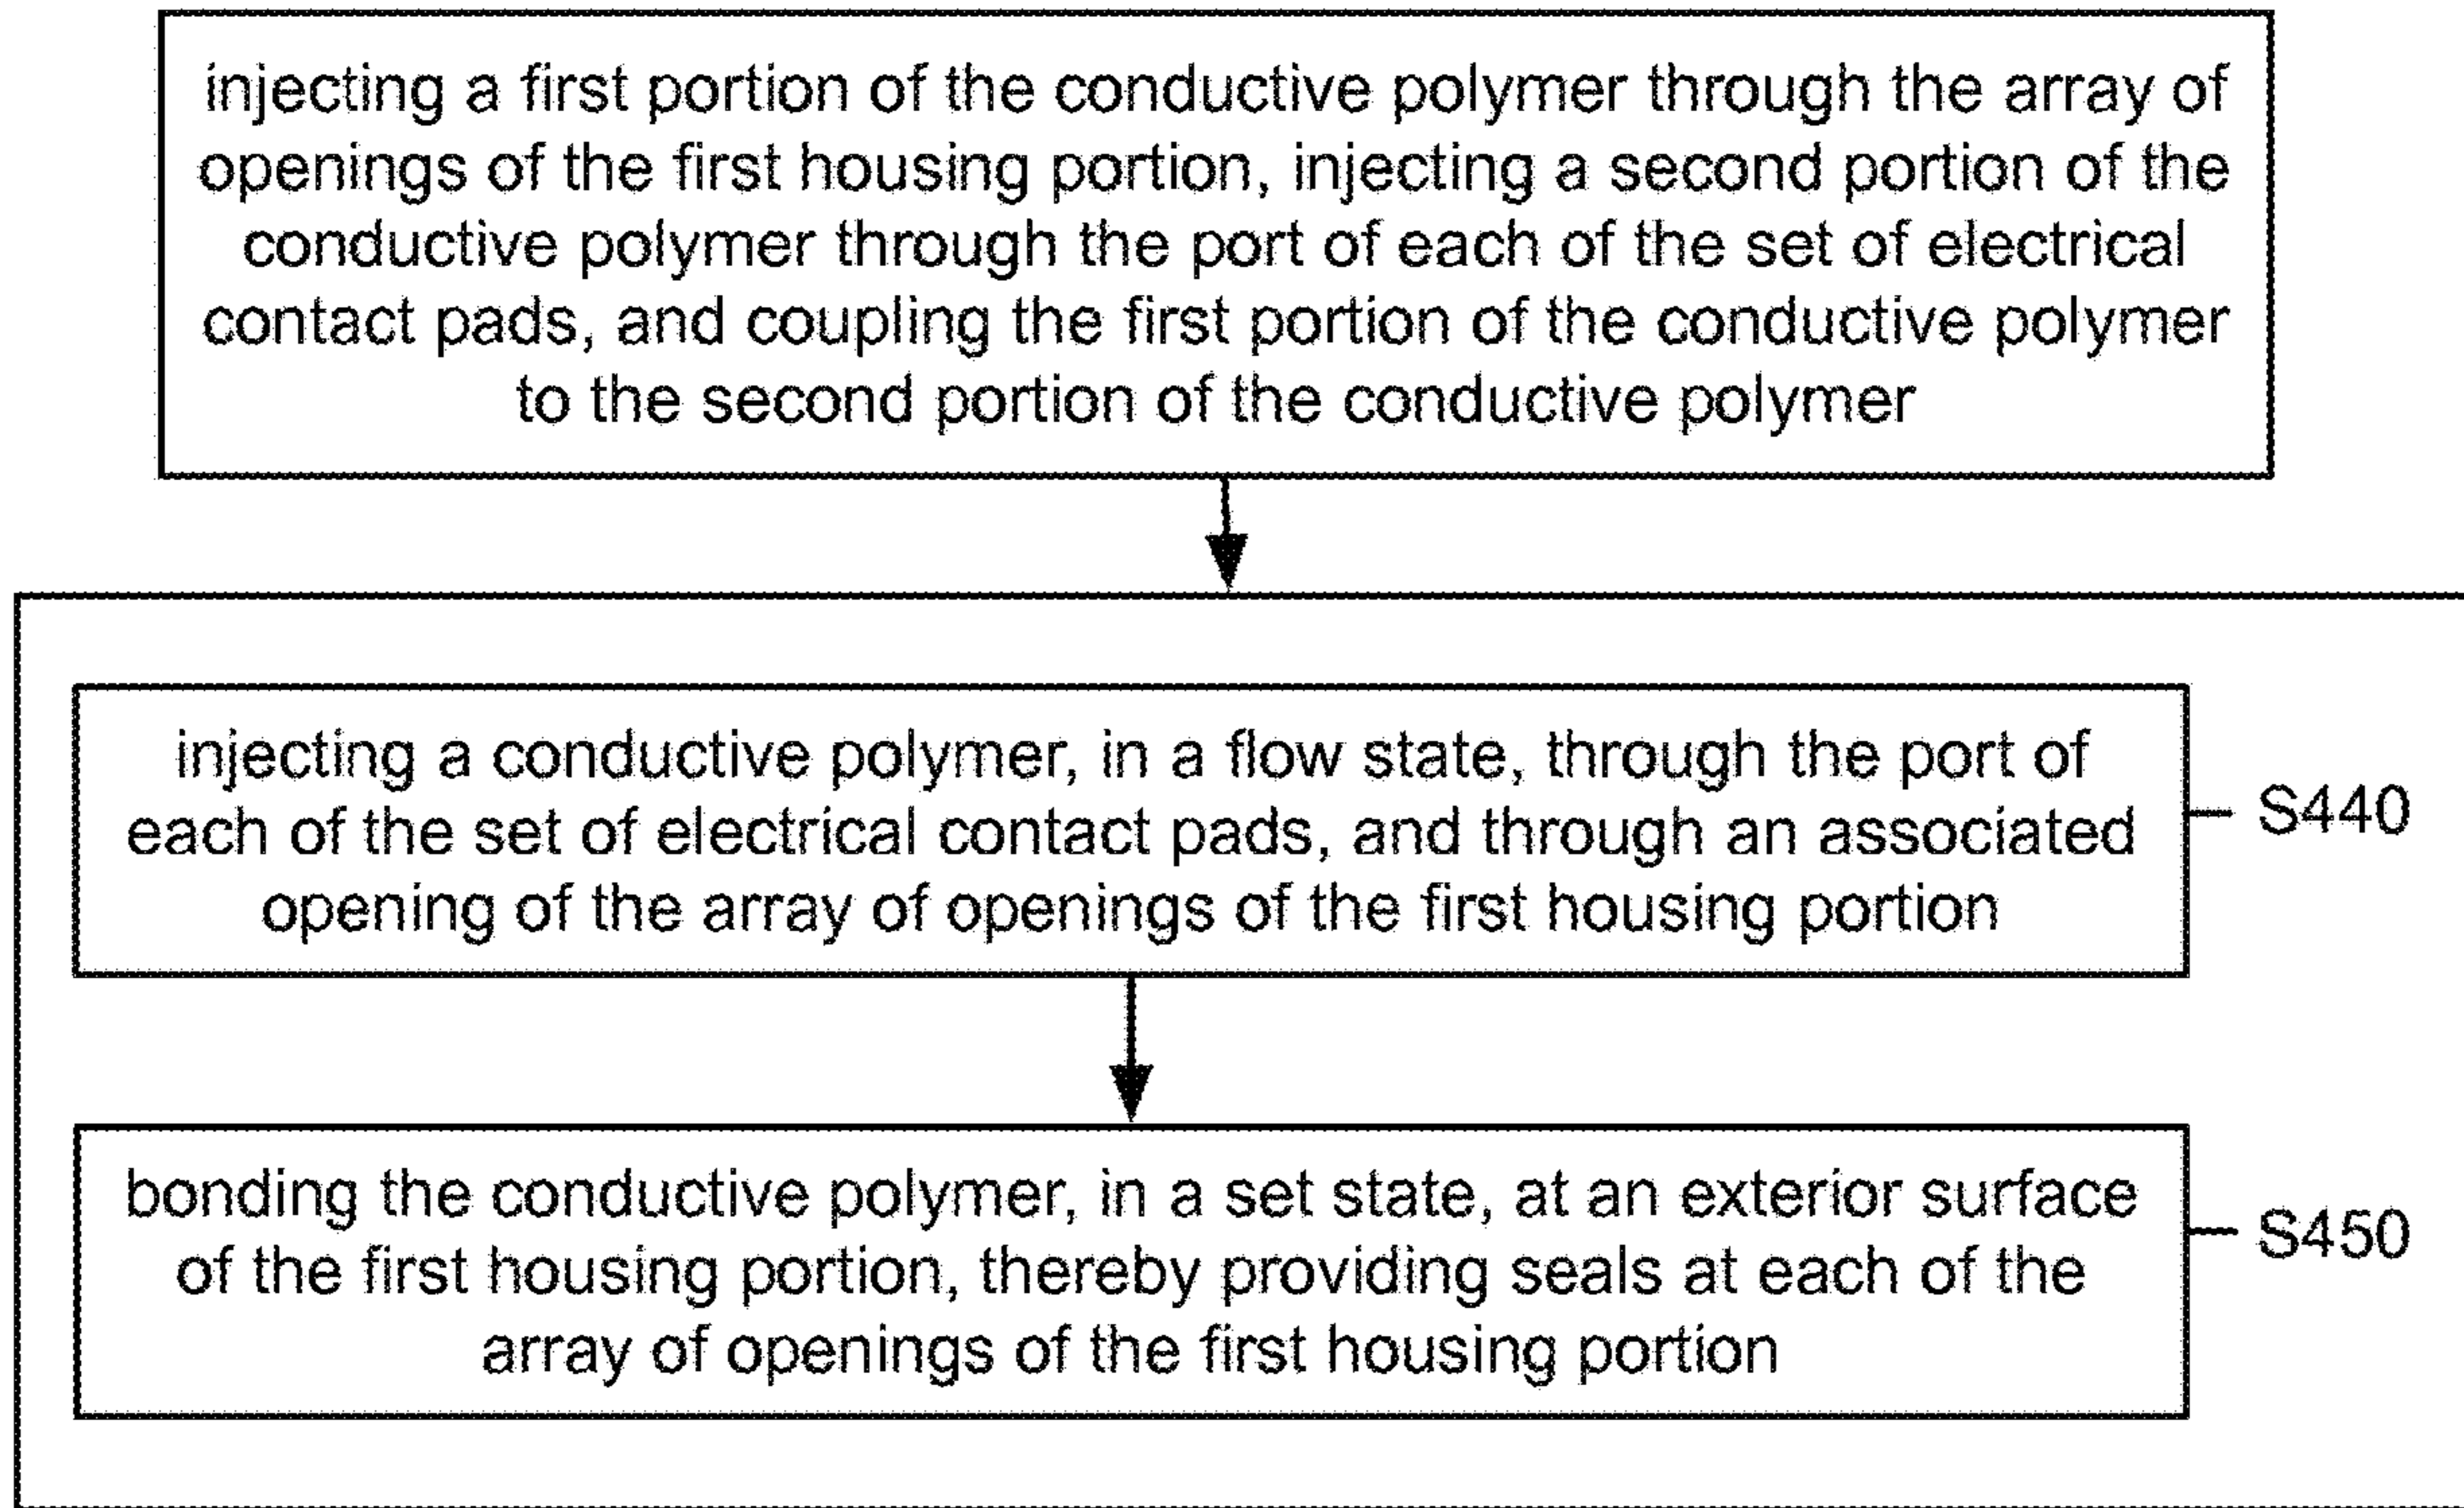 injecting a first portion of the conductive polymer through the array of
openings of the first housing portion, injecting a second portion of the
conductive polymer through the port of each of the set of electrical
contact pads, and coupling the first portion of the conductive polymer
to the second portion of the conductive polymer
injecting a conductive polymer, in a flow state, through the port of
each of the set of electrical contact pads, and through an associated
opening of the array of openings of the first housing portion
S440
bonding the conductive polymer, in a set state, at an exterior surface
of the first housing portion, thereby providing seals at each of the
array of openings of the first housing portion
S450